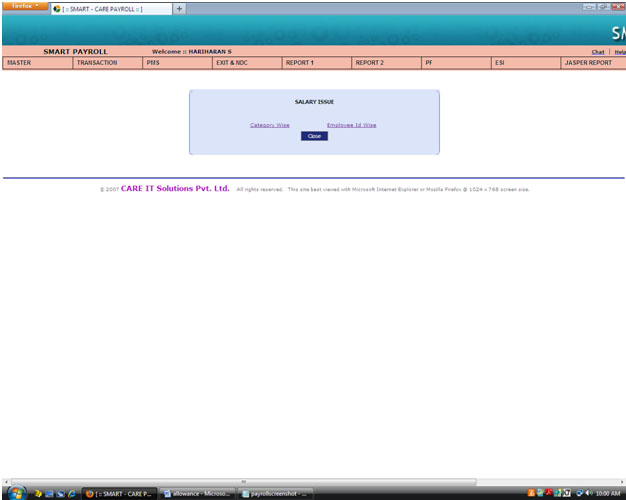 Firefox
[ :: SMART - CARE PAYROLL :: ]
SM
SMART PAYROLL Welcome :: HARIHARAN S Chat | Help
MASTER TRANSACTION PMS EXIT & NDC REPORT 1 REPORT 2 PF ESI JASPER REPORT
SALARY ISSUE
Category Wise Employee Id Wise
Close
© 2007 CARE IT Solutions Pvt. Ltd. All rights reserved. This site best viewed with Microsoft Internet Explorer or Mozilla Firefox @ 1024 x 768 screen size.
[ :: SMART - CARE P... allowance - Microso... payrollscreenshot - ... 10:00 AM